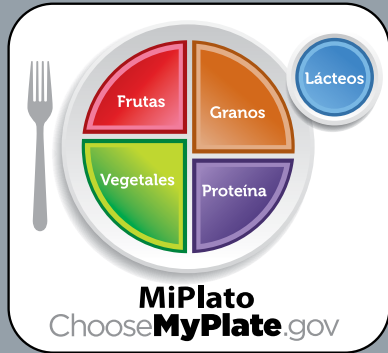 Lácteos
Frutas
Granos
Vegetales
Proteína
MiPlato
ChooseMyPlate.gov